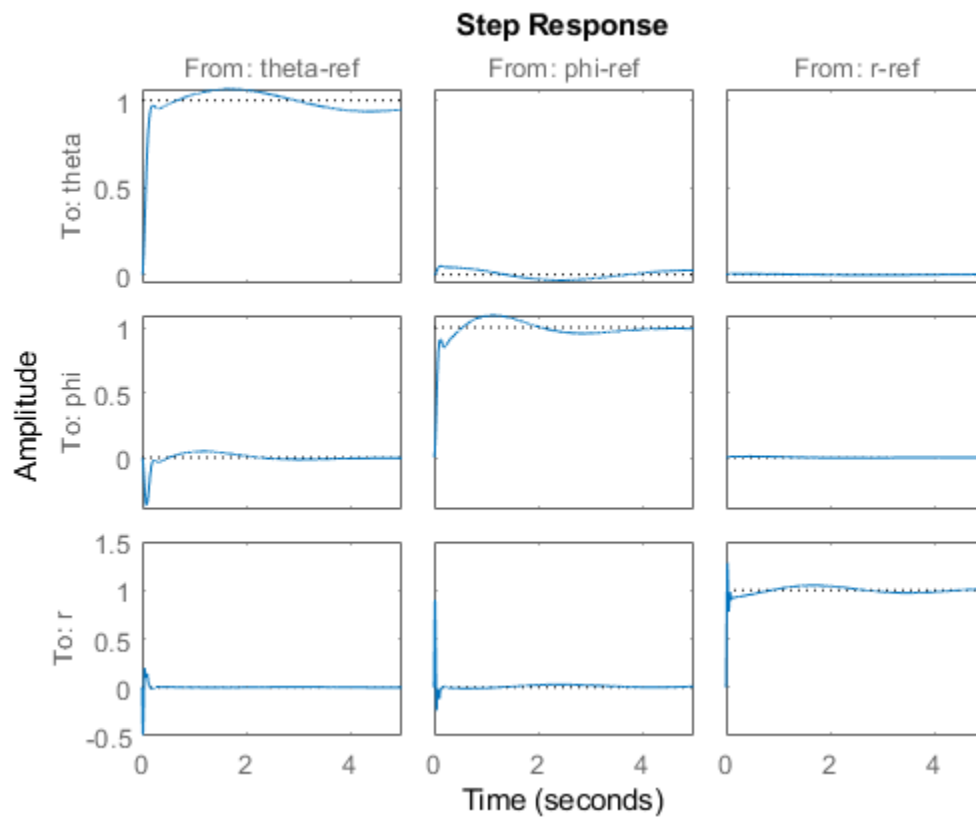 Step Response
From: theta-ref
From: phi-ref
From: r-ref
Amplitude
To: theta
1
0.5
0
To: phi
1
0.5
0
To: r
1.5
1
0.5
0
-0.5
0
2
4
0
2
4
0
2
4
Time (seconds)